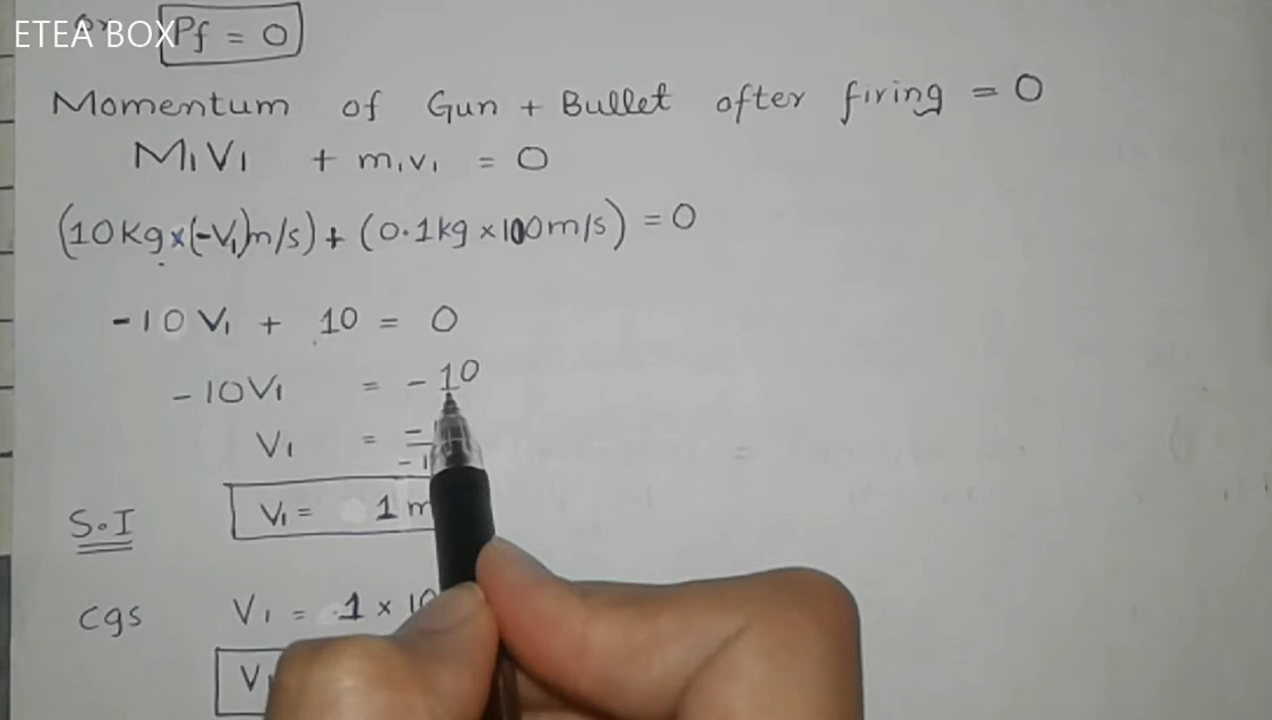 ETEA BOX
Pf = 0
Momentum of Gun + Bullet after firing = 0
M₁V₁ + m₁v₁ = 0
(10Kg×(-V₁)m/s) + (0.1kg ×100m/s) = 0
-10V₁ + 10 = 0
-10V₁ = -10
V₁ =
S.I V₁ = 1 m
cgs V₁ = 1 × 10
V₁